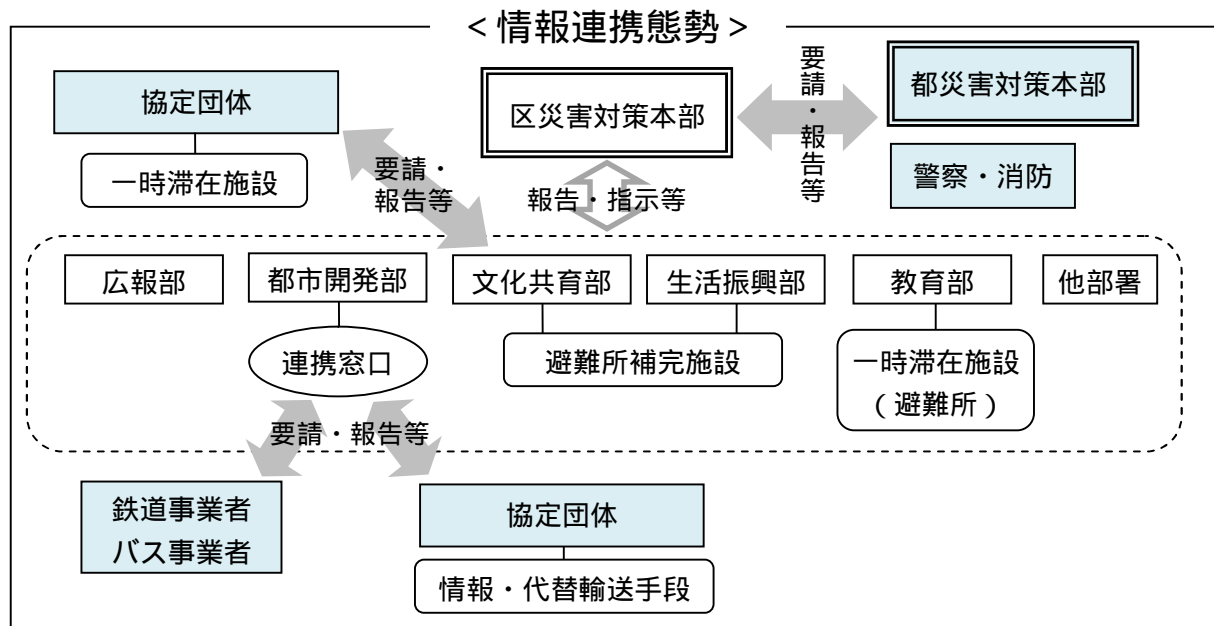 ＜情報連携態勢＞
協定団体
一時滞在施設
要請・
報告等
区災害対策本部
報告・指示等
要請・報告等
都災害対策本部
警察・消防
広報部
都市開発部
文化共育部
生活振興部
教育部
他部署
連携窓口
避難所補完施設
一時滞在施設
（避難所）
要請・報告等
鉄道事業者
バス事業者
協定団体
情報・代替輸送手段